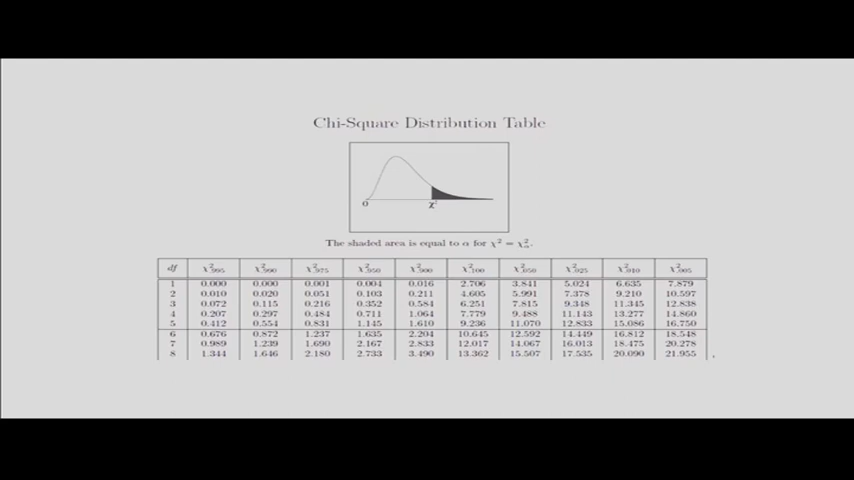 Chi-Square Distribution Table
0
χ²
The shaded area is equal to α for χ² = χ²α.
df χ².995 χ².990 χ².975 χ².950 χ².900 χ².100 χ².050 χ².025 χ².010 χ².005
1 0.000 0.000 0.001 0.004 0.016 2.706 3.841 5.024 6.635 7.879
2 0.010 0.020 0.051 0.103 0.211 4.605 5.991 7.378 9.210 10.597
3 0.072 0.115 0.216 0.352 0.584 6.251 7.815 9.348 11.345 12.838
4 0.207 0.297 0.484 0.711 1.064 7.779 9.488 11.143 13.277 14.860
5 0.412 0.554 0.831 1.145 1.610 9.236 11.070 12.833 15.086 16.750
6 0.676 0.872 1.237 1.635 2.204 10.645 12.592 14.449 16.812 18.548
7 0.989 1.239 1.690 2.167 2.833 12.017 14.067 16.013 18.475 20.278
8 1.344 1.646 2.180 2.733 3.490 13.362 15.507 17.535 20.090 21.955